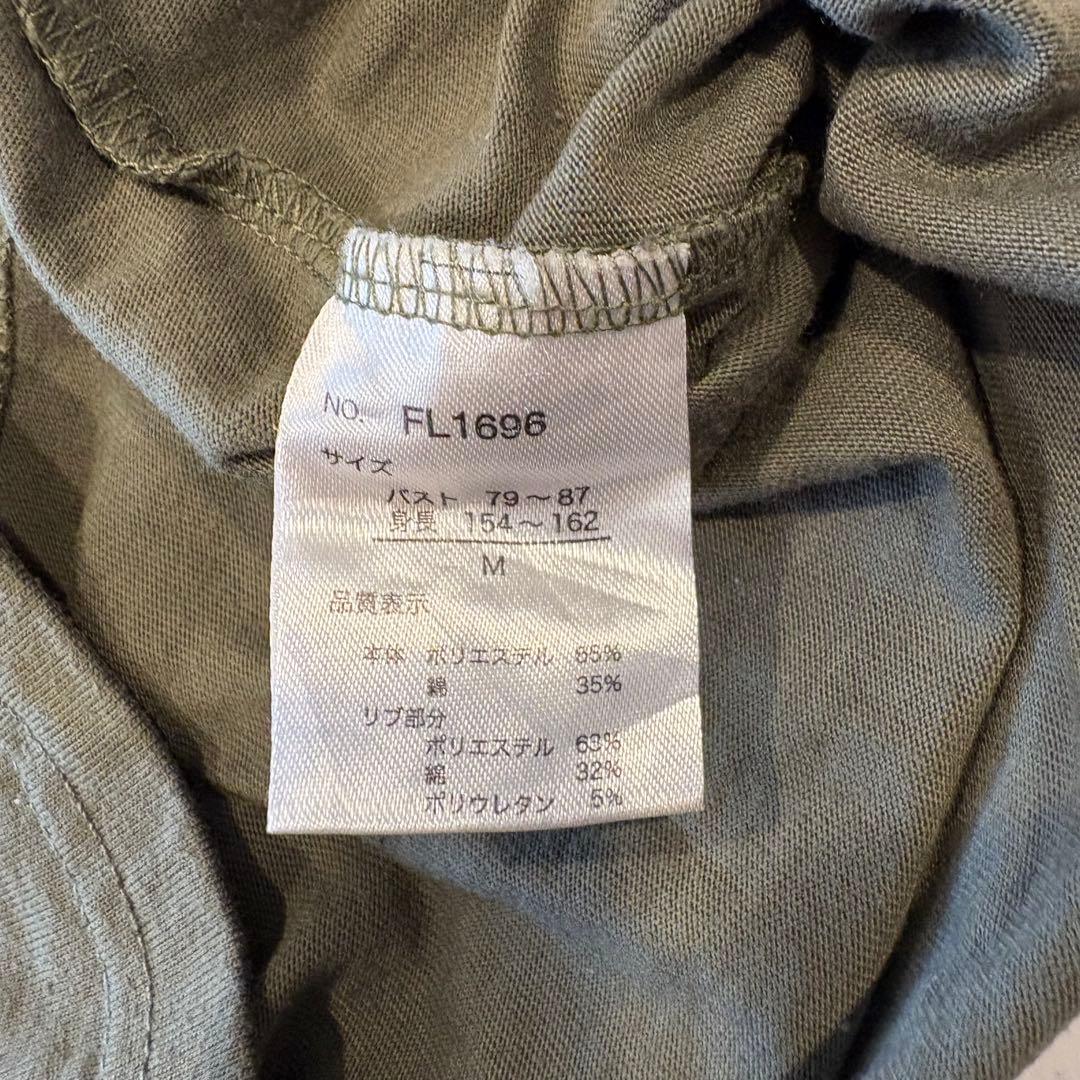 NO. FL1696
サイズ
バスト 79～87
身長 154～162
M
品質表示
本体 ポリエステル 65%
綿 35%
リブ部分
ポリエステル 63%
綿 32%
ポリウレタン 5%